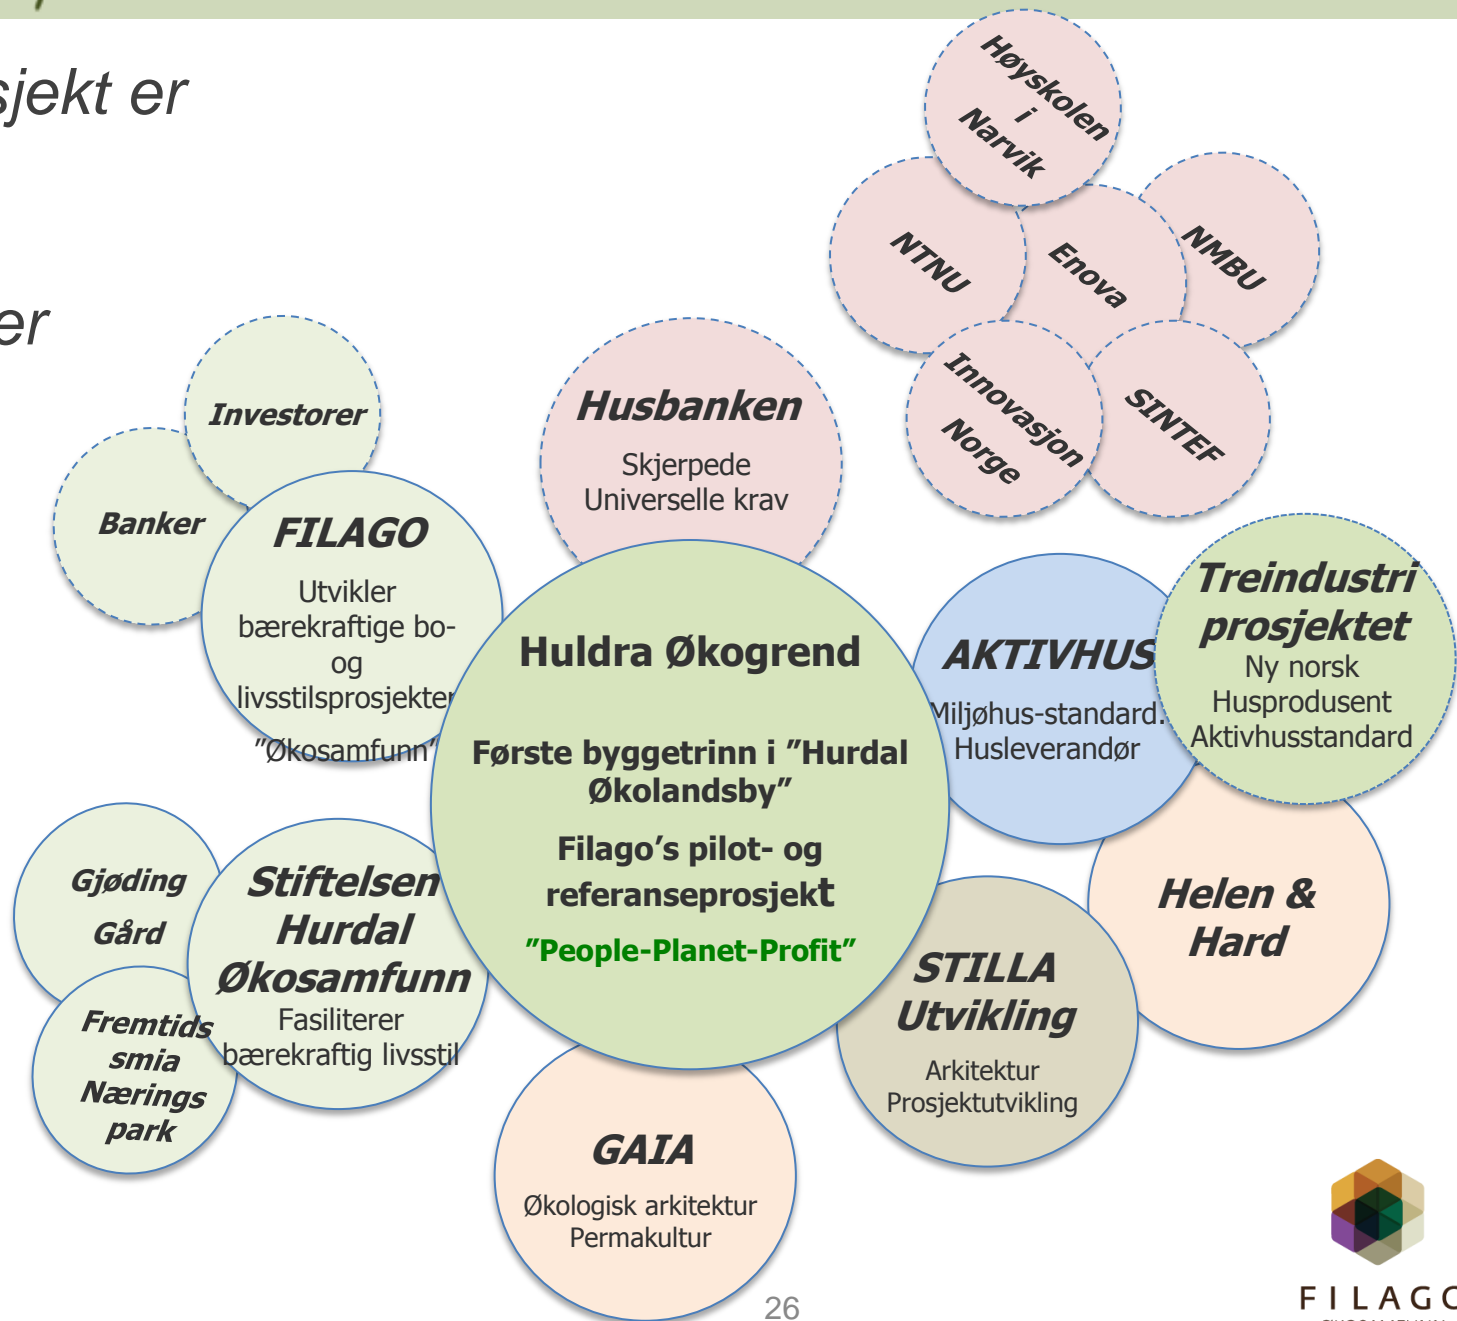 sjekt er
er
Høyskolen
i
Narvik
NTNU
Enova
NMBU
Innovasjon
Norge
SINTEF
Investorer
Banker
FILAGO
Utvikler
bærekraftige bo-
og
livsstilsprosjekter
”Økosamfunn”
Husbanken
Skjerpede
Universelle krav
Huldra Økogrend
Første byggetrinn i ”Hurdal
Økolandsby”
Filago’s pilot- og
referanseprosjekt
”People-Planet-Profit”
AKTIVHUS
Miljøhus-standard.
Husleverandør
Treindustri
prosjektet
Ny norsk
Husprodusent
Aktivhusstandard
Gjøding
Gård
Stiftelsen
Hurdal
Økosamfunn
Fasiliterer
bærekraftig livsstil
Fremtids
smia
Nærings
park
Helen &
Hard
STILLA
Utvikling
Arkitektur
Prosjektutvikling
GAIA
Økologisk arkitektur
Permakultur
26
FILAGO